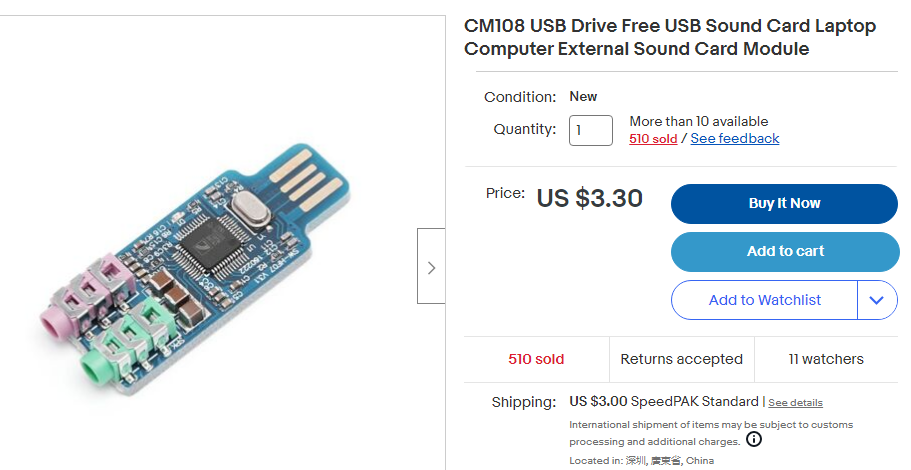 CM108 USB Drive Free USB Sound Card Laptop
Computer External Sound Card Module
Condition: New
Quantity: 1
More than 10 available
510 sold / See feedback
Price: US $3.30
Buy It Now
Add to cart
Add to Watchlist
510 sold
Returns accepted
11 watchers
Shipping: US $3.00 SpeedPAK Standard | See details
International shipment of items may be subject to customs
processing and additional charges.
Located in: 深圳, 廣東省, China